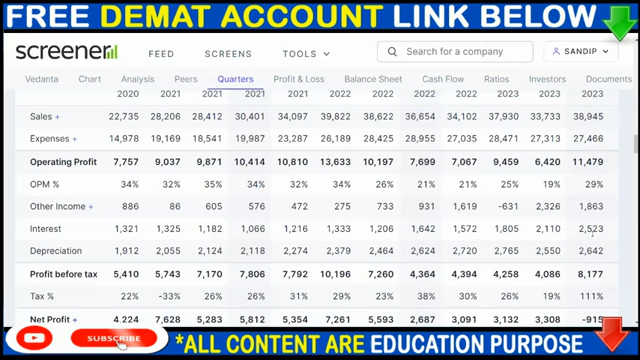 FREE DEMAT ACCOUNT LINK BELOW
screener
FEED SCREENS TOOLS Search for a company SANDIP
Vedanta Chart Analysis Peers Quarters Profit & Loss Balance Sheet Cash Flow Ratios Investors Documents
2020 2021 2021 2021 2021 2022 2022 2022 2022 2023 2023 2023
Sales + 22,735 28,206 28,412 30,401 34,097 39,822 38,622 36,654 34,102 37,930 33,733 38,945
Expenses + 14,978 19,169 18,541 19,987 23,287 26,189 28,425 28,955 27,035 28,471 27,313 27,466
Operating Profit 7,757 9,037 9,871 10,414 10,810 13,633 10,197 7,699 7,067 9,459 6,420 11,479
OPM % 34% 32% 35% 34% 32% 34% 26% 21% 21% 25% 19% 29%
Other Income + 886 86 605 576 472 275 733 931 1,619 -631 2,326 1,863
Interest 1,321 1,325 1,182 1,066 1,216 1,333 1,206 1,642 1,572 1,805 2,110 2,523
Depreciation 1,912 2,055 2,124 2,118 2,274 2,379 2,464 2,624 2,720 2,765 2,550 2,642
Profit before tax 5,410 5,743 7,170 7,806 7,792 10,196 7,260 4,364 4,394 4,258 4,086 8,177
Tax % 22% -33% 26% 26% 31% 29% 23% 38% 30% 26% 19% 111%
Net Profit + 4,224 7,628 5,283 5,812 5,354 7,261 5,593 2,687 3,091 3,132 3,308 -915
SUBSCRIBE *ALL CONTENT ARE EDUCATION PURPOSE